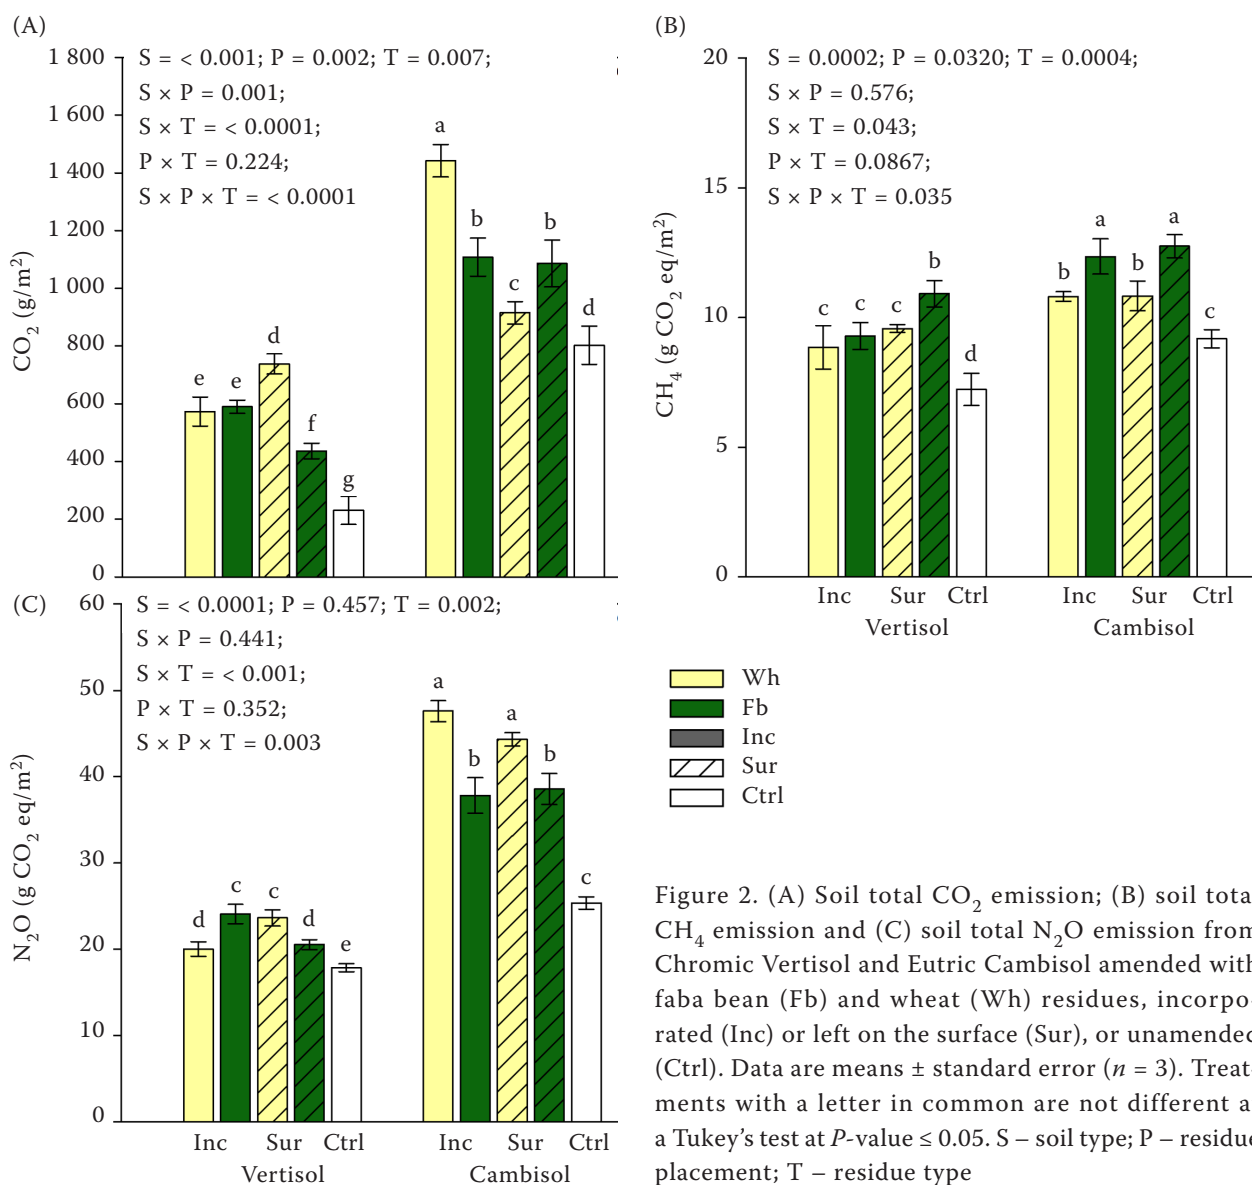 (A)
S = < 0.001; P = 0.002; T = 0.007;
S × P = 0.001;
S × T = < 0.0001;
P × T = 0.224;
S × P × T = < 0.0001
CO2 (g/m2)
1 800
1 600
1 400
1 200
1 000
800
600
400
200
0
e e d f g
a b c b d
(B)
S = 0.0002; P = 0.0320; T = 0.0004;
S × P = 0.576;
S × T = 0.043;
P × T = 0.0867;
S × P × T = 0.035
CH4 (g CO2 eq/m2)
20
15
10
5
0
c c c b d
b a b a c
Inc Sur Ctrl Inc Sur Ctrl
Vertisol Cambisol
(C)
S = < 0.0001; P = 0.457; T = 0.002;
S × P = 0.441;
S × T = < 0.001;
P × T = 0.352;
S × P × T = 0.003
N2O (g CO2 eq/m2)
60
50
40
30
20
10
0
d c c d e
a b a b c
Inc Sur Ctrl Inc Sur Ctrl
Vertisol Cambisol
Wh
Fb
Inc
Sur
Ctrl
Figure 2. (A) Soil total CO2 emission; (B) soil total
CH4 emission and (C) soil total N2O emission from
Chromic Vertisol and Eutric Cambisol amended with
faba bean (Fb) and wheat (Wh) residues, incorpo-
rated (Inc) or left on the surface (Sur), or unamended
(Ctrl). Data are means ± standard error (n = 3). Treat-
ments with a letter in common are not different a
a Tukey's test at P-value ≤ 0.05. S – soil type; P – residue
placement; T – residue type